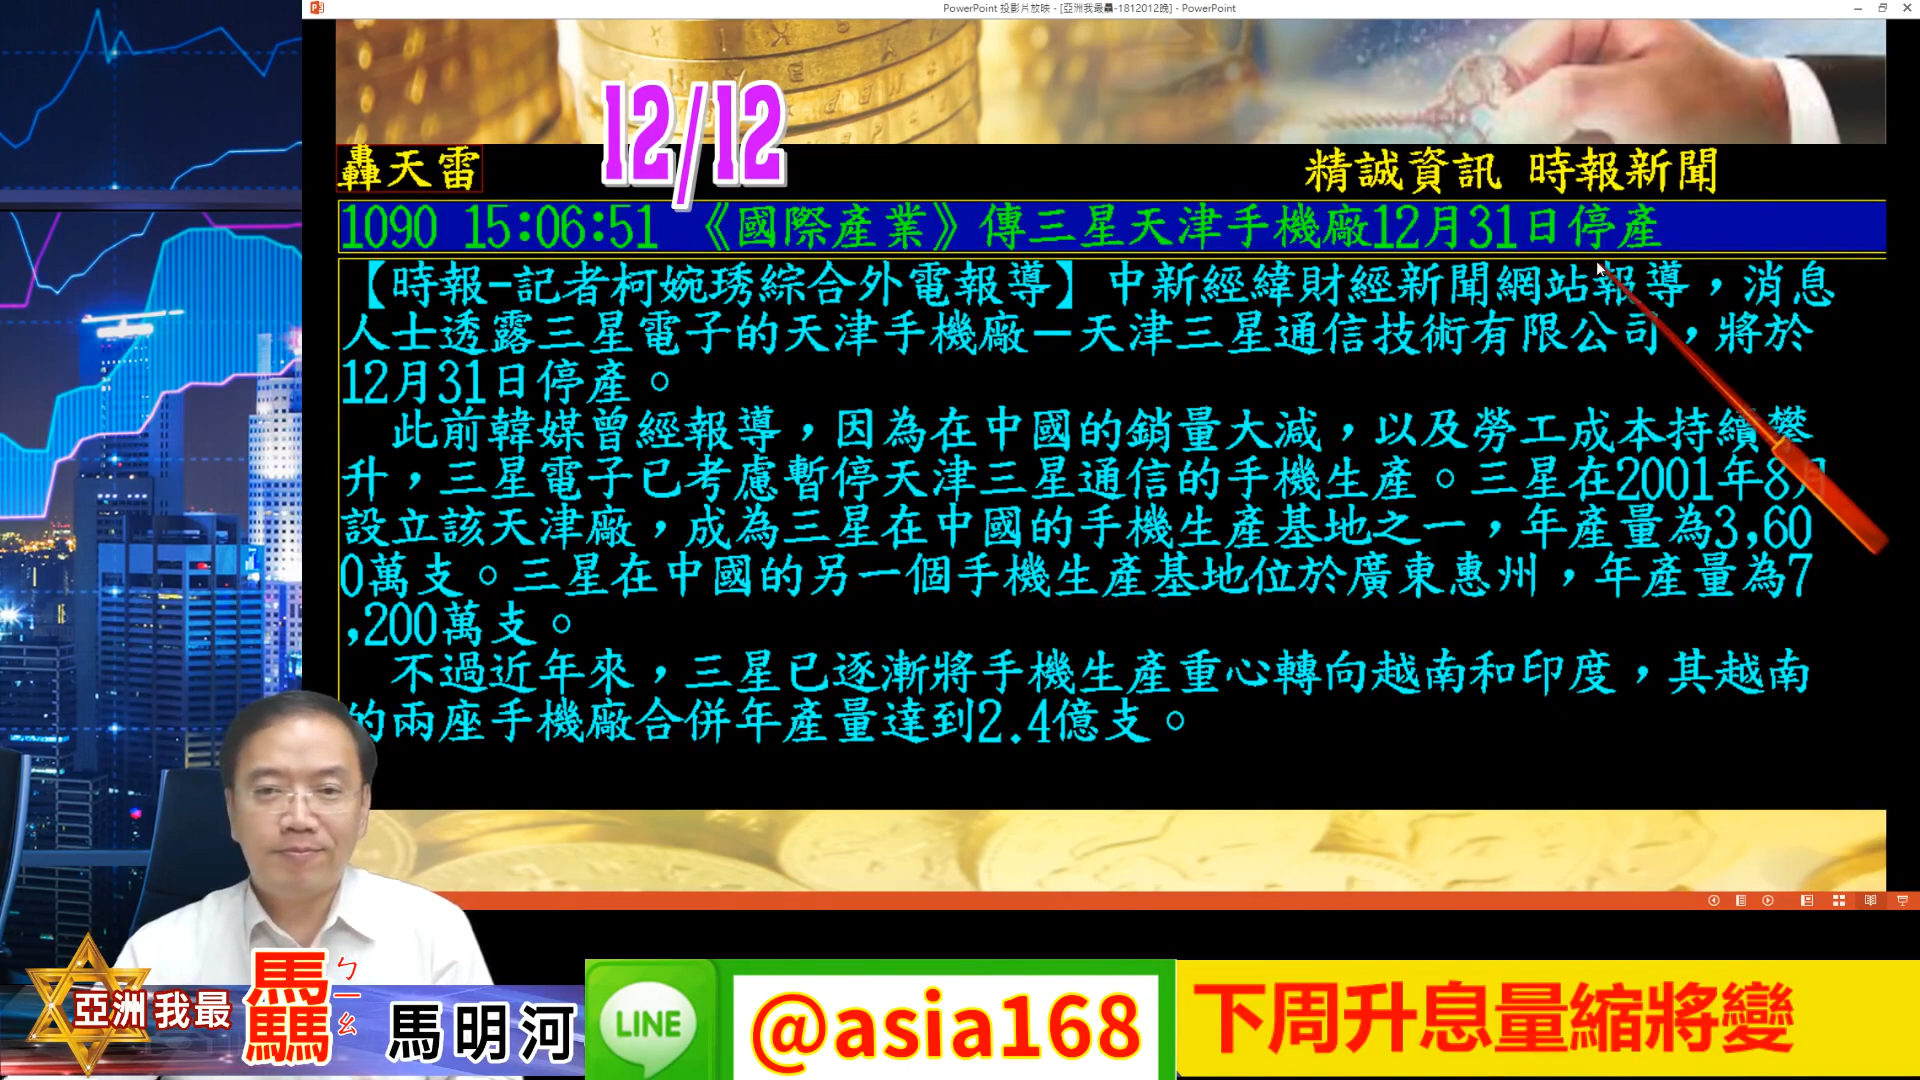 PowerPoint 投影片放映 - [亞洲我最驫-1812012晚] - PowerPoint
12/12
轟天雷
精誠資訊 時報新聞
1090 15:06:51 《國際產業》傳三星天津手機廠12月31日停產
【時報-記者柯婉琇綜合外電報導】中新經緯財經新聞網站報導，消息
人士透露三星電子的天津手機廠－天津三星通信技術有限公司，將於
12月31日停產。
此前韓媒曾經報導，因為在中國的銷量大減，以及勞工成本持續攀
升，三星電子已考慮暫停天津三星通信的手機生產。三星在2001年8月
設立該天津廠，成為三星在中國的手機生產基地之一，年產量為3,60
0萬支。三星在中國的另一個手機生產基地位於廣東惠州，年產量為7
,200萬支。
不過近年來，三星已逐漸將手機生產重心轉向越南和印度，其越南
的兩座手機廠合併年產量達到2.4億支。
亞洲我最驫
ㄅㄧㄠ
馬明河
LINE
@asia168
下周升息量縮將變